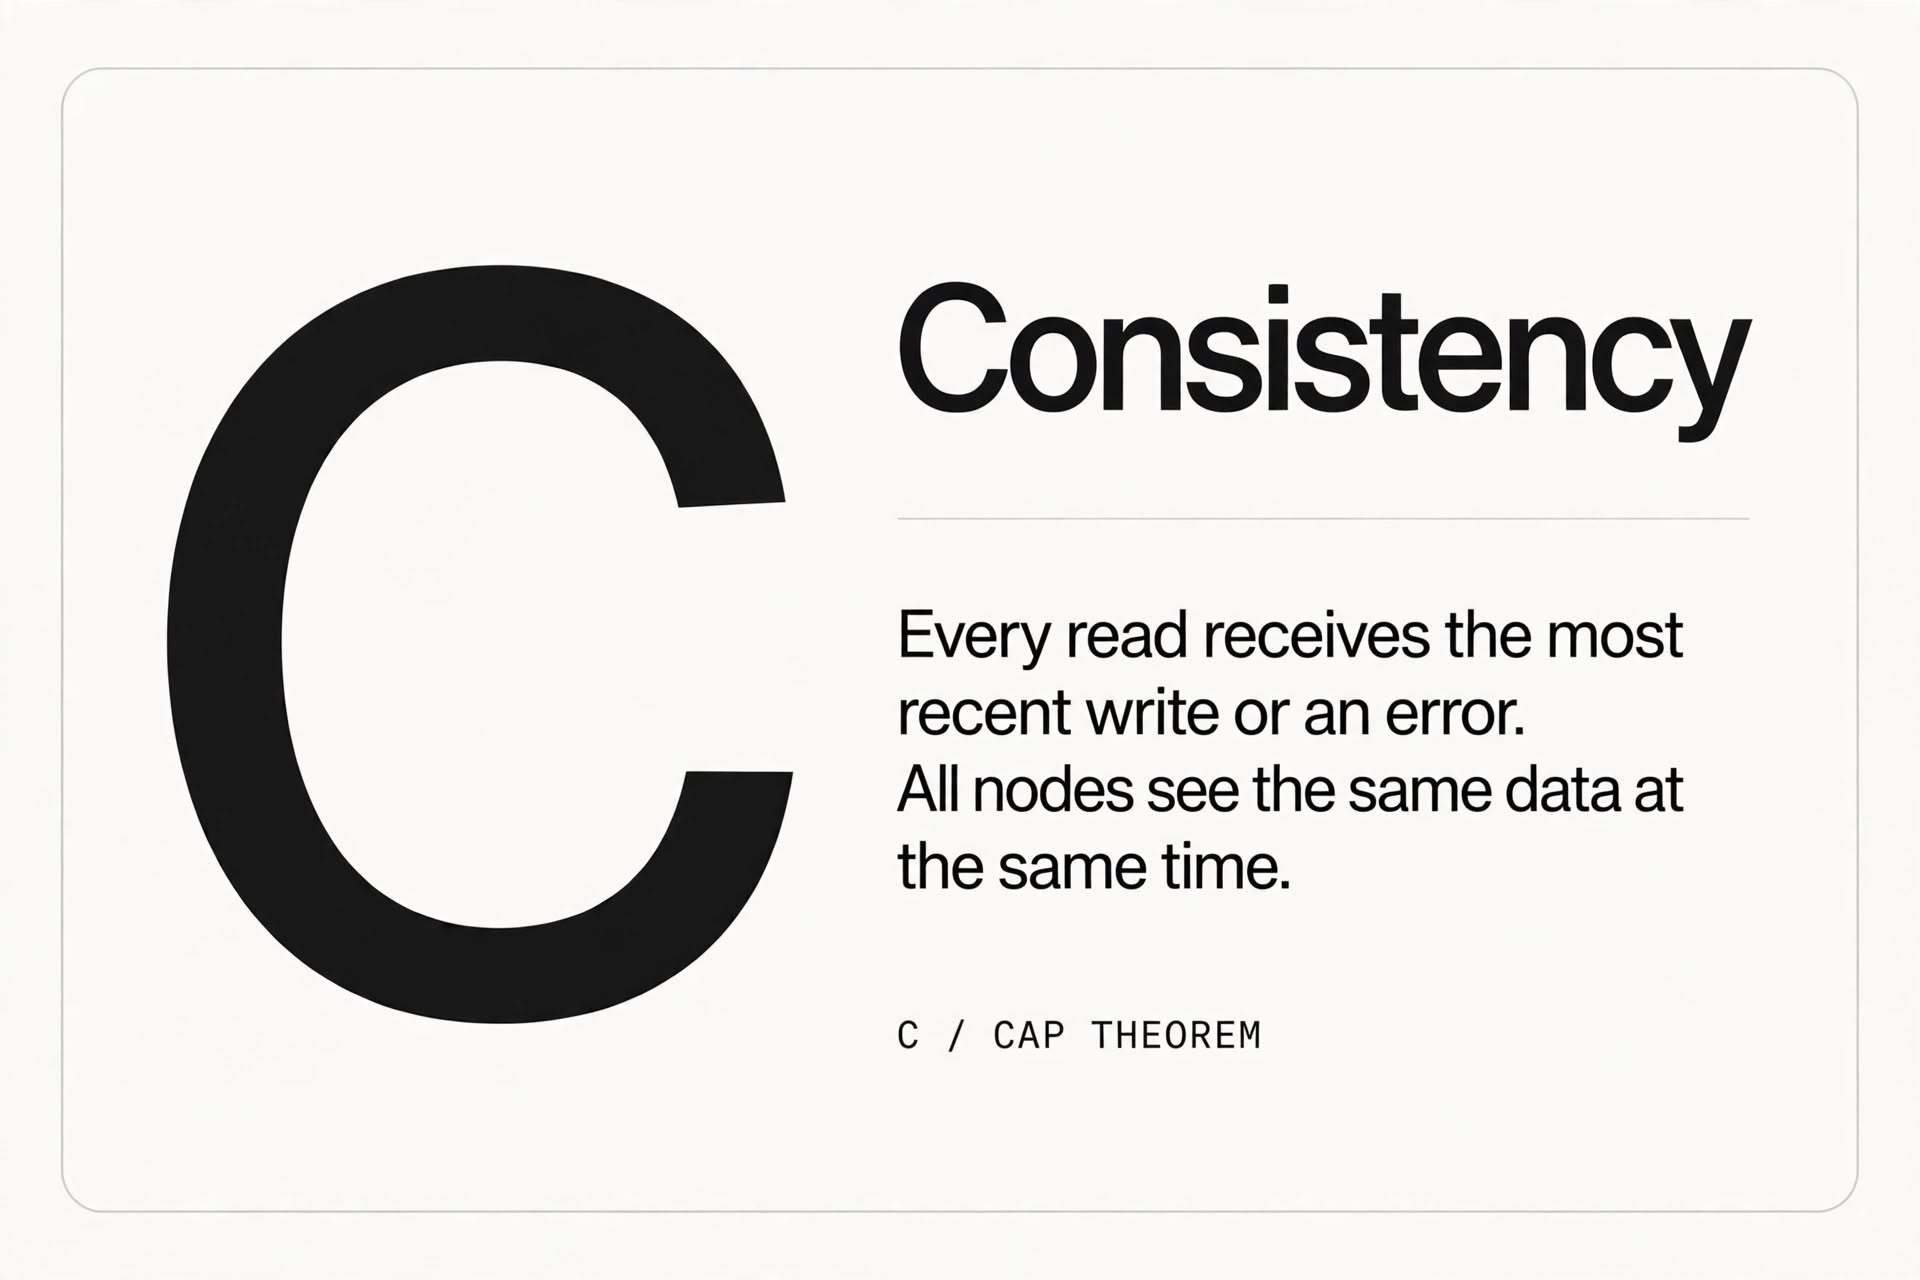 C
Consistency
Every read receives the most
recent write or an error.
All nodes see the same data at
the same time.
C / CAP THEOREM